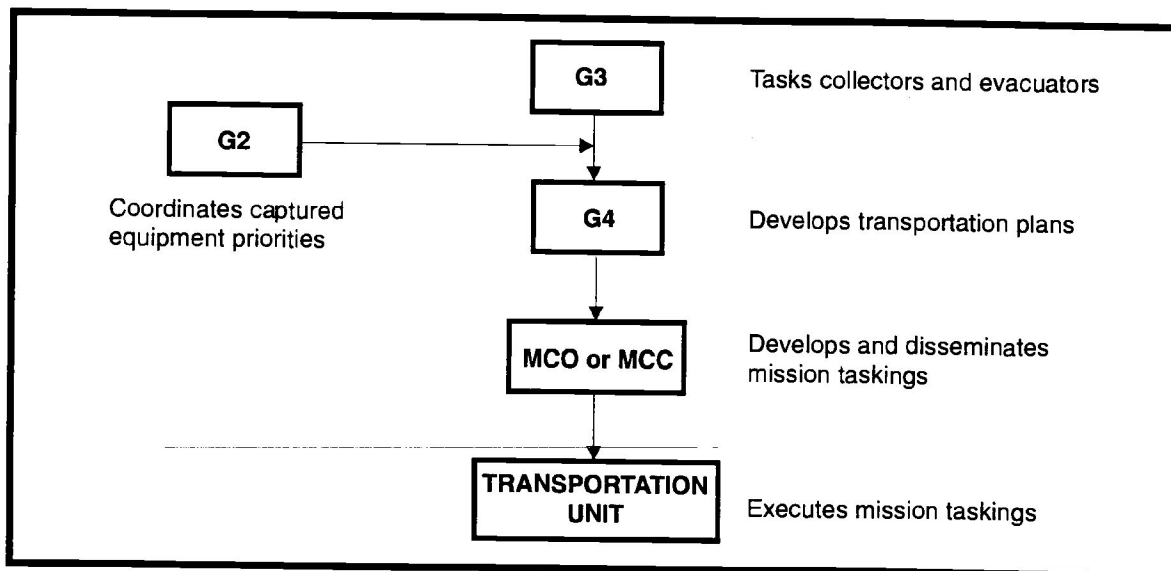 G3
Tasks collectors and evacuators
G2
Coordinates captured
equipment priorities
G4
Develops transportation plans
MCO or MCC
Develops and disseminates
mission taskings
TRANSPORTATION
UNIT
Executes mission taskings